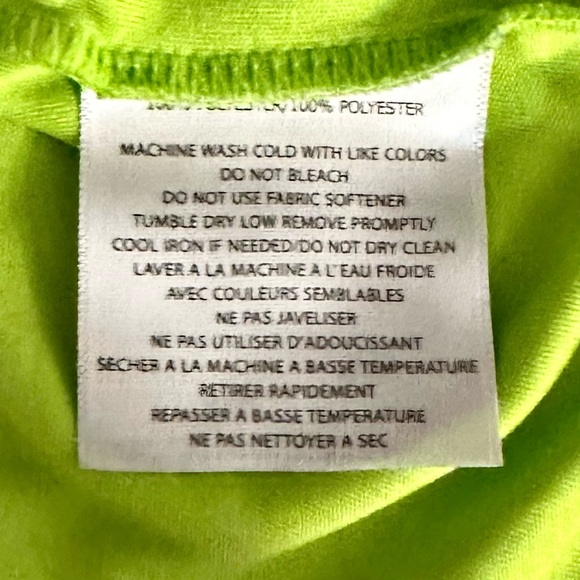 100% POLYESTER/100% POLYESTER
MACHINE WASH COLD WITH LIKE COLORS
DO NOT BLEACH
DO NOT USE FABRIC SOFTENER
TUMBLE DRY LOW REMOVE PROMPTLY
COOL IRON IF NEEDED/DO NOT DRY CLEAN
LAVER A LA MACHINE A L'EAU FROIDE
AVEC COULEURS SEMBLABLES
NE PAS JAVELISER
NE PAS UTILISER D'ADOUCISSANT
SECHER A LA MACHINE A BASSE TEMPERATURE
RETIRER RAPIDEMENT
REPASSER A BASSE TEMPERATURE
NE PAS NETTOYER A SEC